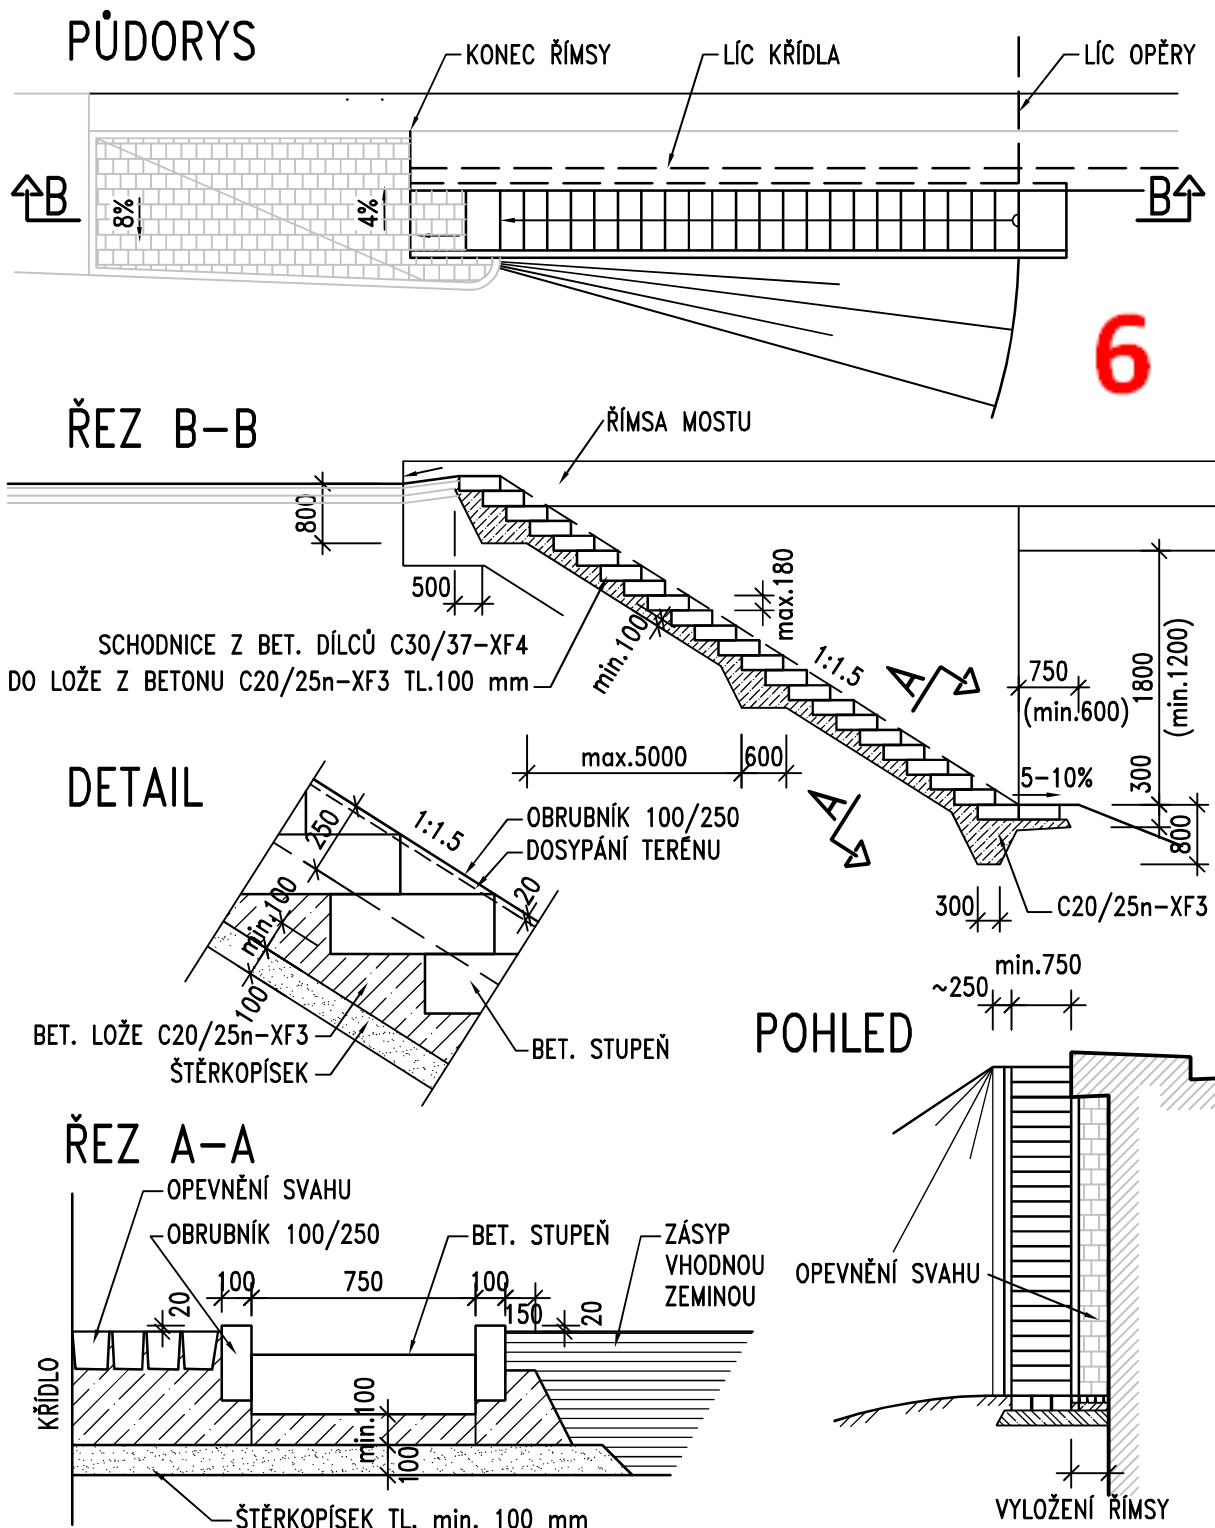 PŮDORYS
KONEC ŘÍMSY
LÍC KŘÍDLA
LÍC OPĚRY
B
8%
4%
B
6
ŘEZ B-B
ŘÍMSA MOSTU
800
500
max.180
min.100
1:1.5
A
SCHODNICE Z BET. DÍLCŮ C30/37-XF4
DO LOŽE Z BETONU C20/25n-XF3 TL.100 mm
750
(min.600)
1800
(min.1200)
max.5000
600
5-10%
300
800
A
300
C20/25n-XF3
DETAIL
250
1:1.5
OBRUBNÍK 100/250
DOSYPÁNÍ TERÉNU
20
min.100
100
BET. LOŽE C20/25n-XF3
ŠTĚRKOPÍSEK
BET. STUPEŇ
min.750
~250
POHLED
OPEVNĚNÍ SVAHU
VYLOŽENÍ ŘÍMSY
ŘEZ A-A
OPEVNĚNÍ SVAHU
OBRUBNÍK 100/250
BET. STUPEŇ
ZÁSYP
VHODNOU
ZEMINOU
100
750
100
150
20
20
KŘÍDLO
min.100
100
ŠTĚRKOPÍSEK TL. min. 100 mm